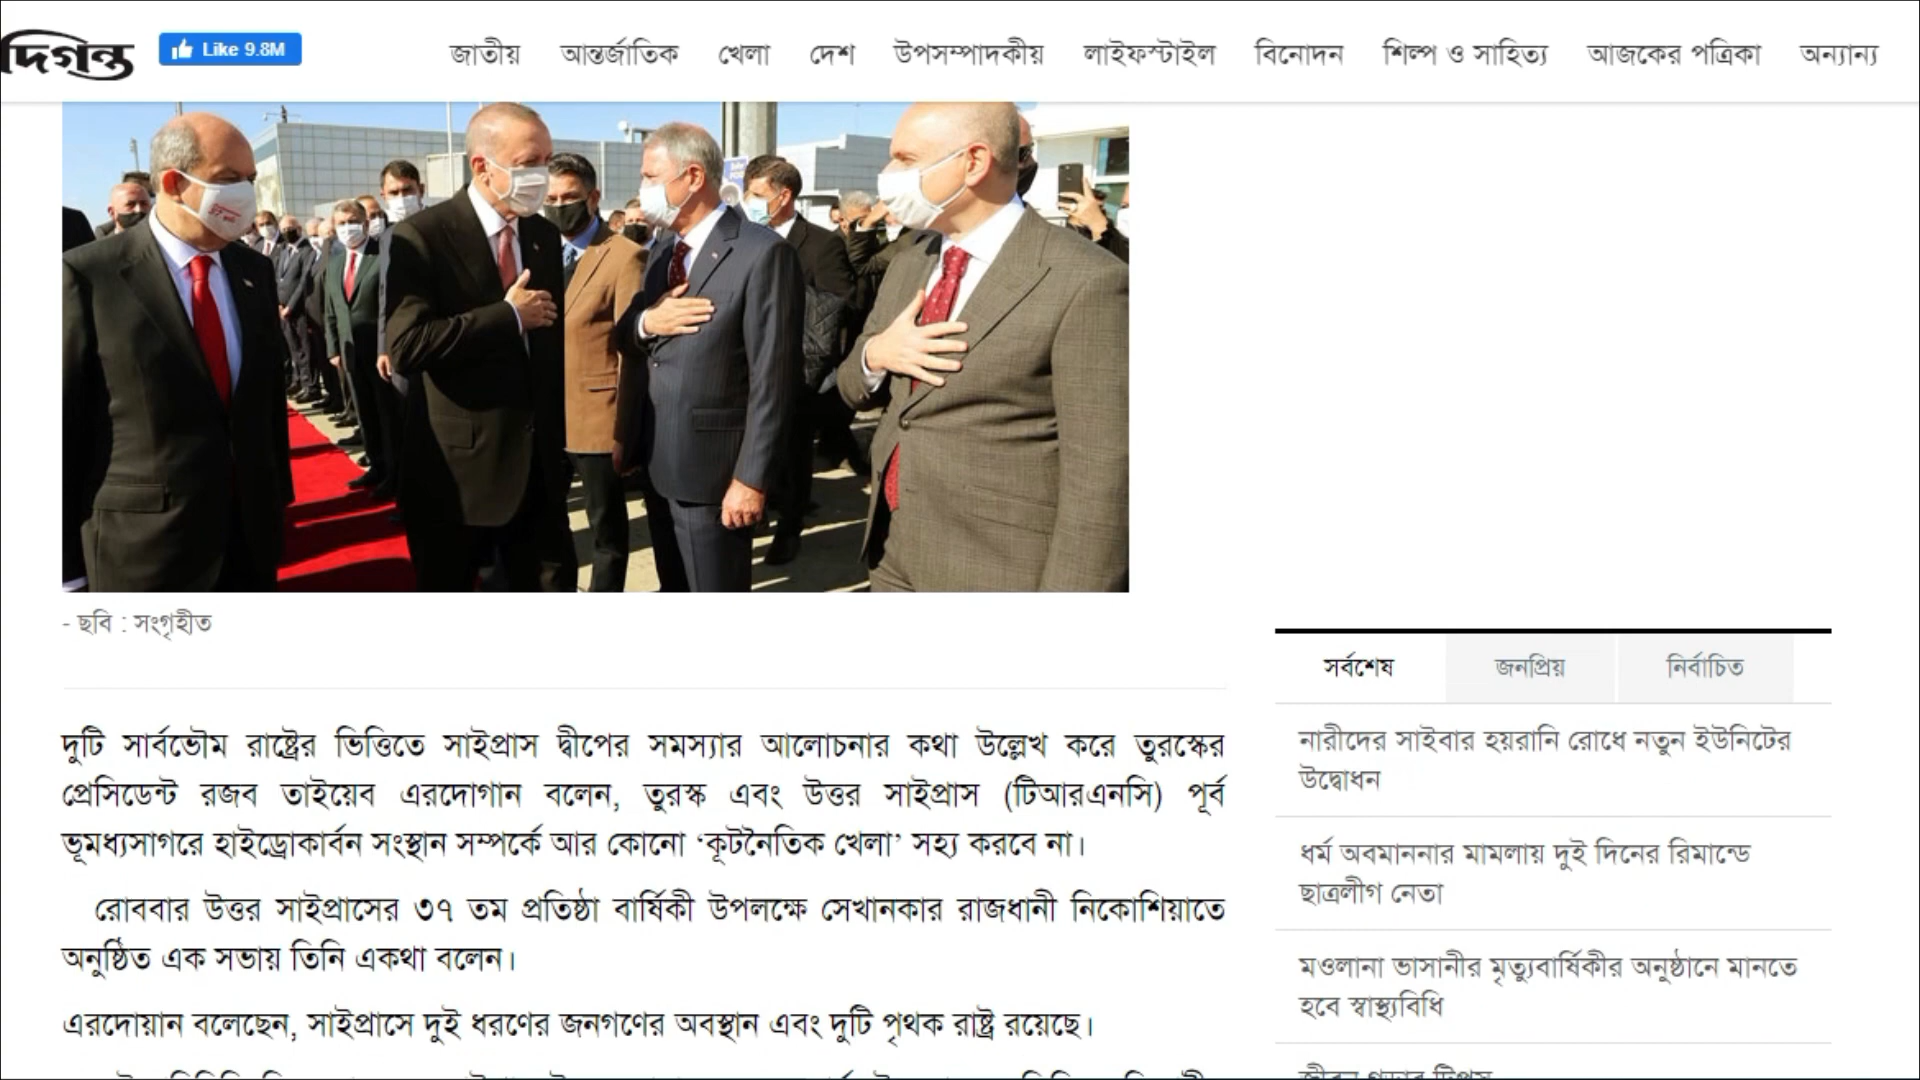 দিগন্ত
Like 9.8M
জাতীয় আন্তর্জাতিক খেলা দেশ উপসম্পাদকীয় লাইফস্টাইল বিনোদন শিল্প ও সাহিত্য আজকের পত্রিকা অন্যান্য
- ছবি : সংগৃহীত
দুটি সার্বভৌম রাষ্ট্রের ভিত্তিতে সাইপ্রাস দ্বীপের সমস্যার আলোচনার কথা উল্লেখ করে তুরস্কের
প্রেসিডেন্ট রজব তাইয়েব এরদোগান বলেন, তুরস্ক এবং উত্তর সাইপ্রাস (টিআরএনসি) পূর্ব
ভূমধ্যসাগরে হাইড্রোকার্বন সংস্থান সম্পর্কে আর কোনো ‘কূটনৈতিক খেলা’ সহ্য করবে না।
রোববার উত্তর সাইপ্রাসের ৩৭ তম প্রতিষ্ঠা বার্ষিকী উপলক্ষে সেখানকার রাজধানী নিকোশিয়াতে
অনুষ্ঠিত এক সভায় তিনি একথা বলেন।
এরদোয়ান বলেছেন, সাইপ্রাসে দুই ধরণের জনগণের অবস্থান এবং দুটি পৃথক রাষ্ট্র রয়েছে।
সর্বশেষ জনপ্রিয় নির্বাচিত
নারীদের সাইবার হয়রানি রোধে নতুন ইউনিটের
উদ্বোধন
ধর্ম অবমাননার মামলায় দুই দিনের রিমান্ডে
ছাত্রলীগ নেতা
মওলানা ভাসানীর মৃত্যুবার্ষিকীর অনুষ্ঠানে মানতে
হবে স্বাস্থ্যবিধি